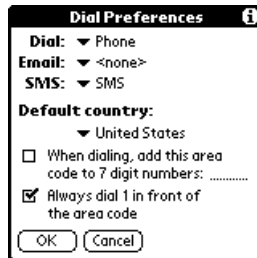 Dial Preferences i
Dial: Phone
Email: <none>
SMS: SMS
Default country:
United States
When dialing, add this area
code to 7 digit numbers: ............
Always dial 1 in front of
the area code
OK Cancel